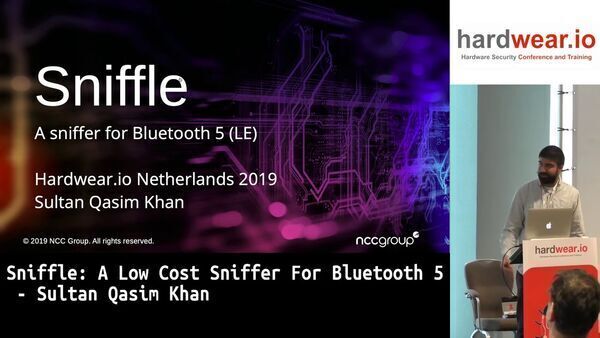 Sniffle
A sniffer for Bluetooth 5 (LE)
Hardwear.io Netherlands 2019
Sultan Qasim Khan
© 2019 NCC Group. All rights reserved.
nccgroup
Sniffle: A Low Cost Sniffer For Bluetooth 5
- Sultan Qasim Khan
hardwear.io
Hardware Security Conference and Training
hardwear.io